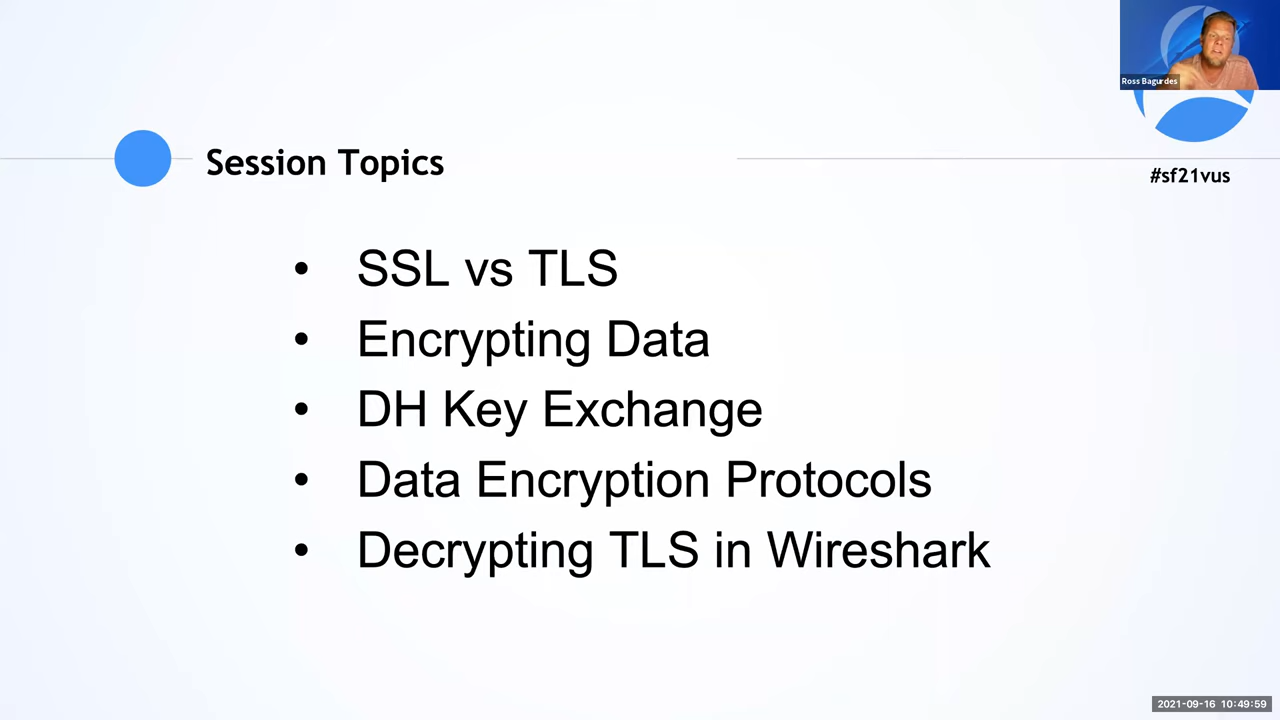 Ross Bagurdes
Session Topics
#sf21vus
• SSL vs TLS
• Encrypting Data
• DH Key Exchange
• Data Encryption Protocols
• Decrypting TLS in Wireshark
2021-09-16 10:49:59